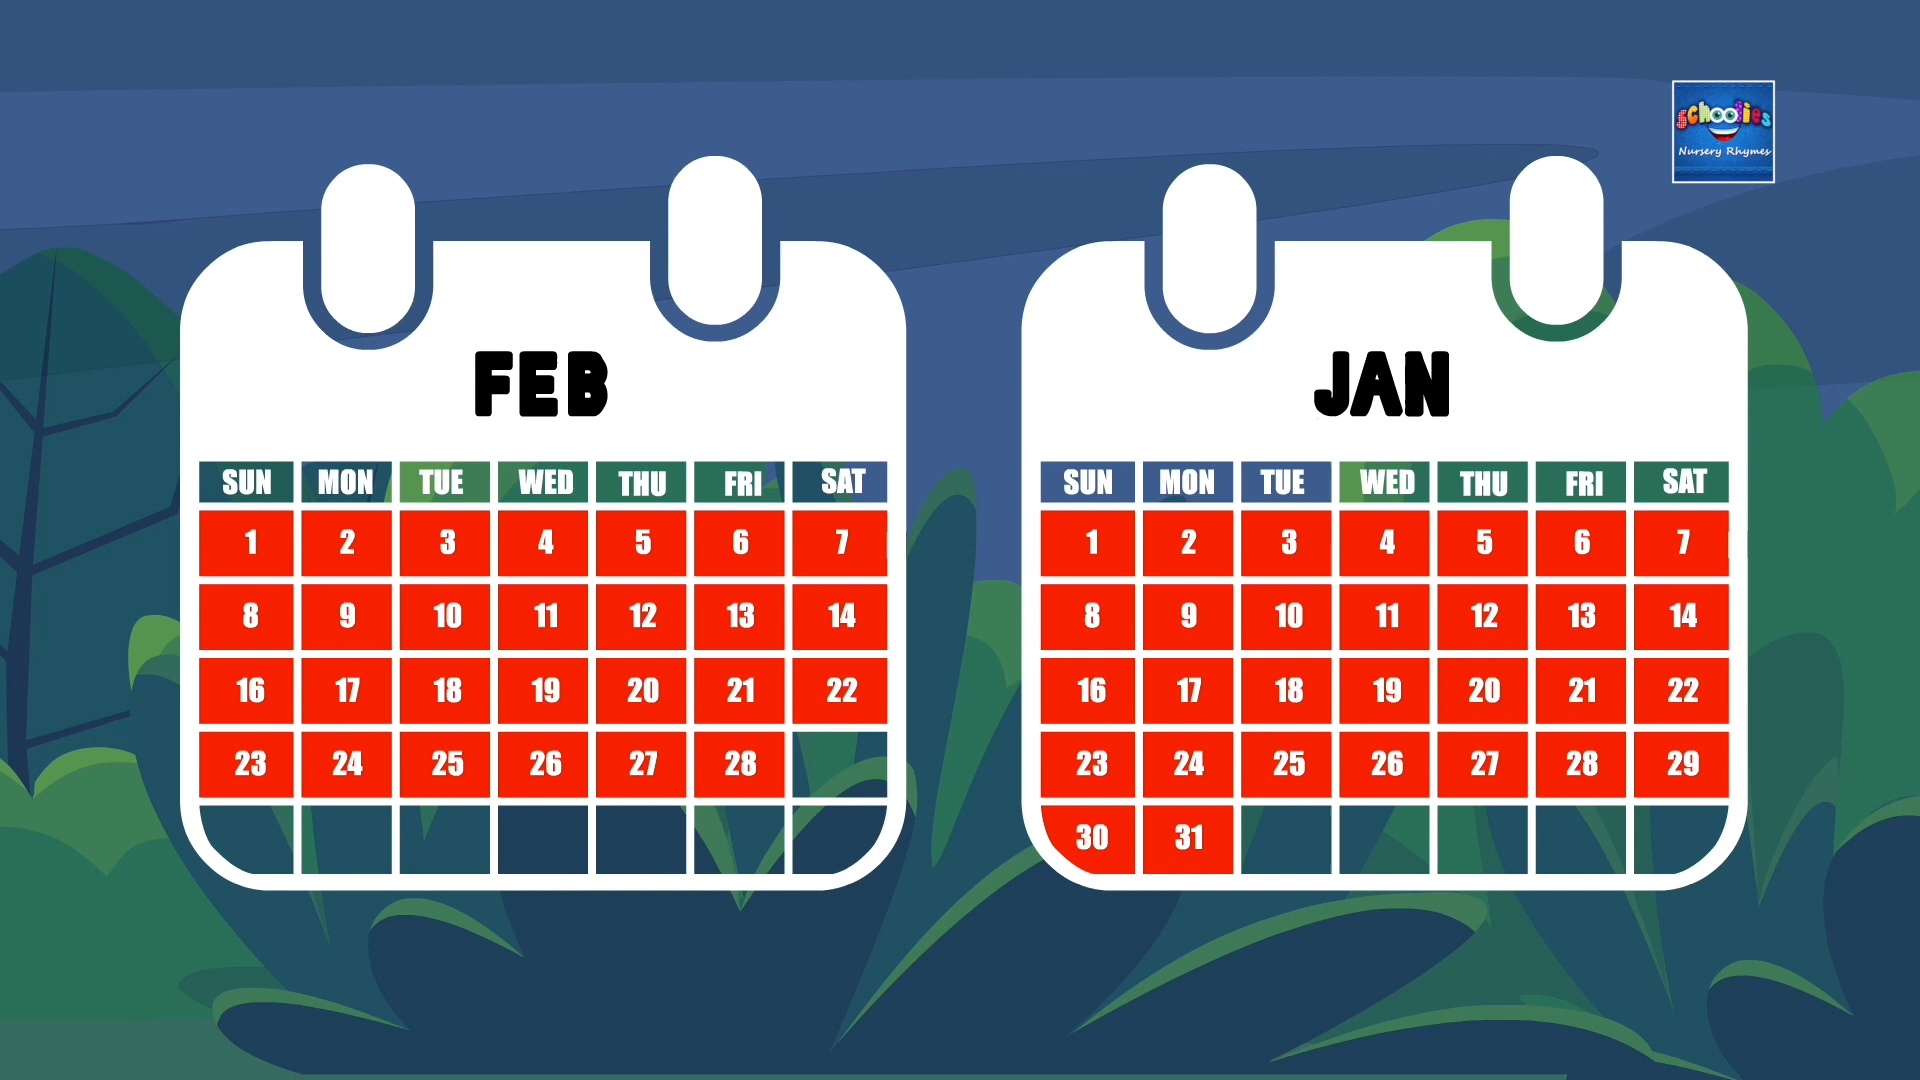 schoolies
Nursery Rhymes
FEB
SUN MON TUE WED THU FRI SAT
1 2 3 4 5 6 7
8 9 10 11 12 13 14
16 17 18 19 20 21 22
23 24 25 26 27 28
JAN
SUN MON TUE WED THU FRI SAT
1 2 3 4 5 6 7
8 9 10 11 12 13 14
16 17 18 19 20 21 22
23 24 25 26 27 28 29
30 31